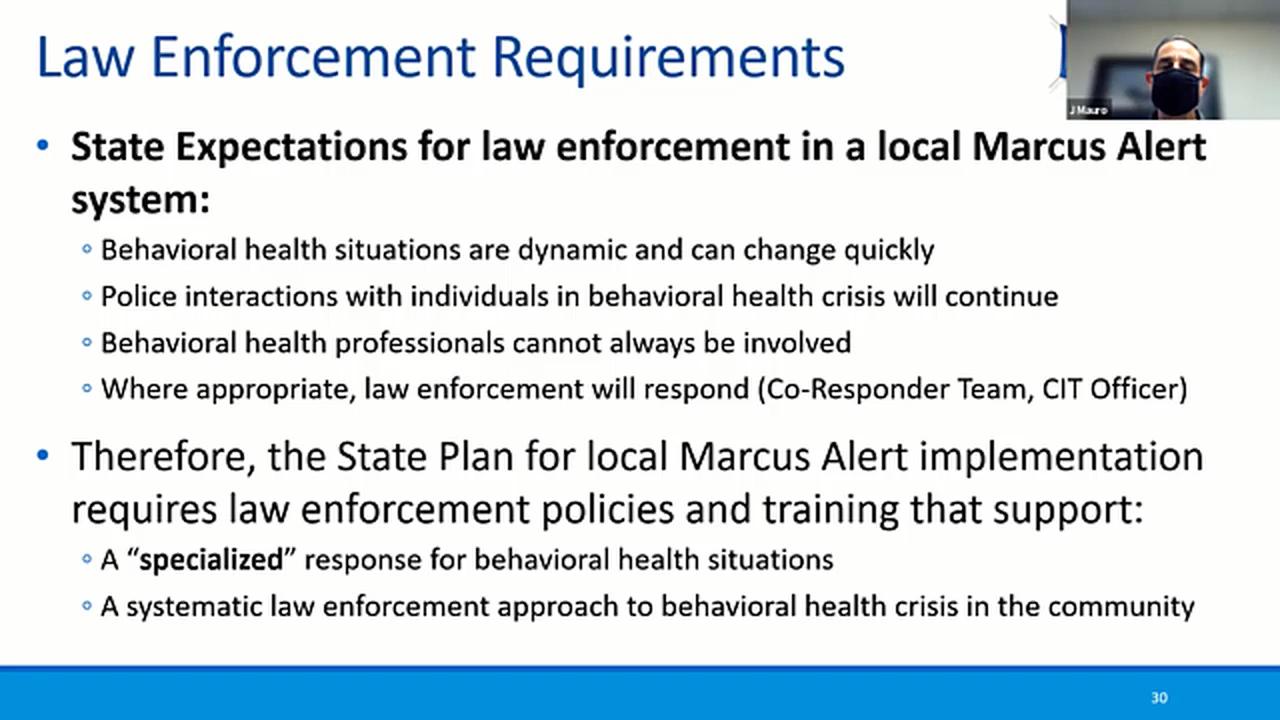 Law Enforcement Requirements
J Mauro
• State Expectations for law enforcement in a local Marcus Alert
system:
◦ Behavioral health situations are dynamic and can change quickly
◦ Police interactions with individuals in behavioral health crisis will continue
◦ Behavioral health professionals cannot always be involved
◦ Where appropriate, law enforcement will respond (Co-Responder Team, CIT Officer)
• Therefore, the State Plan for local Marcus Alert implementation
requires law enforcement policies and training that support:
◦ A “specialized” response for behavioral health situations
◦ A systematic law enforcement approach to behavioral health crisis in the community
30